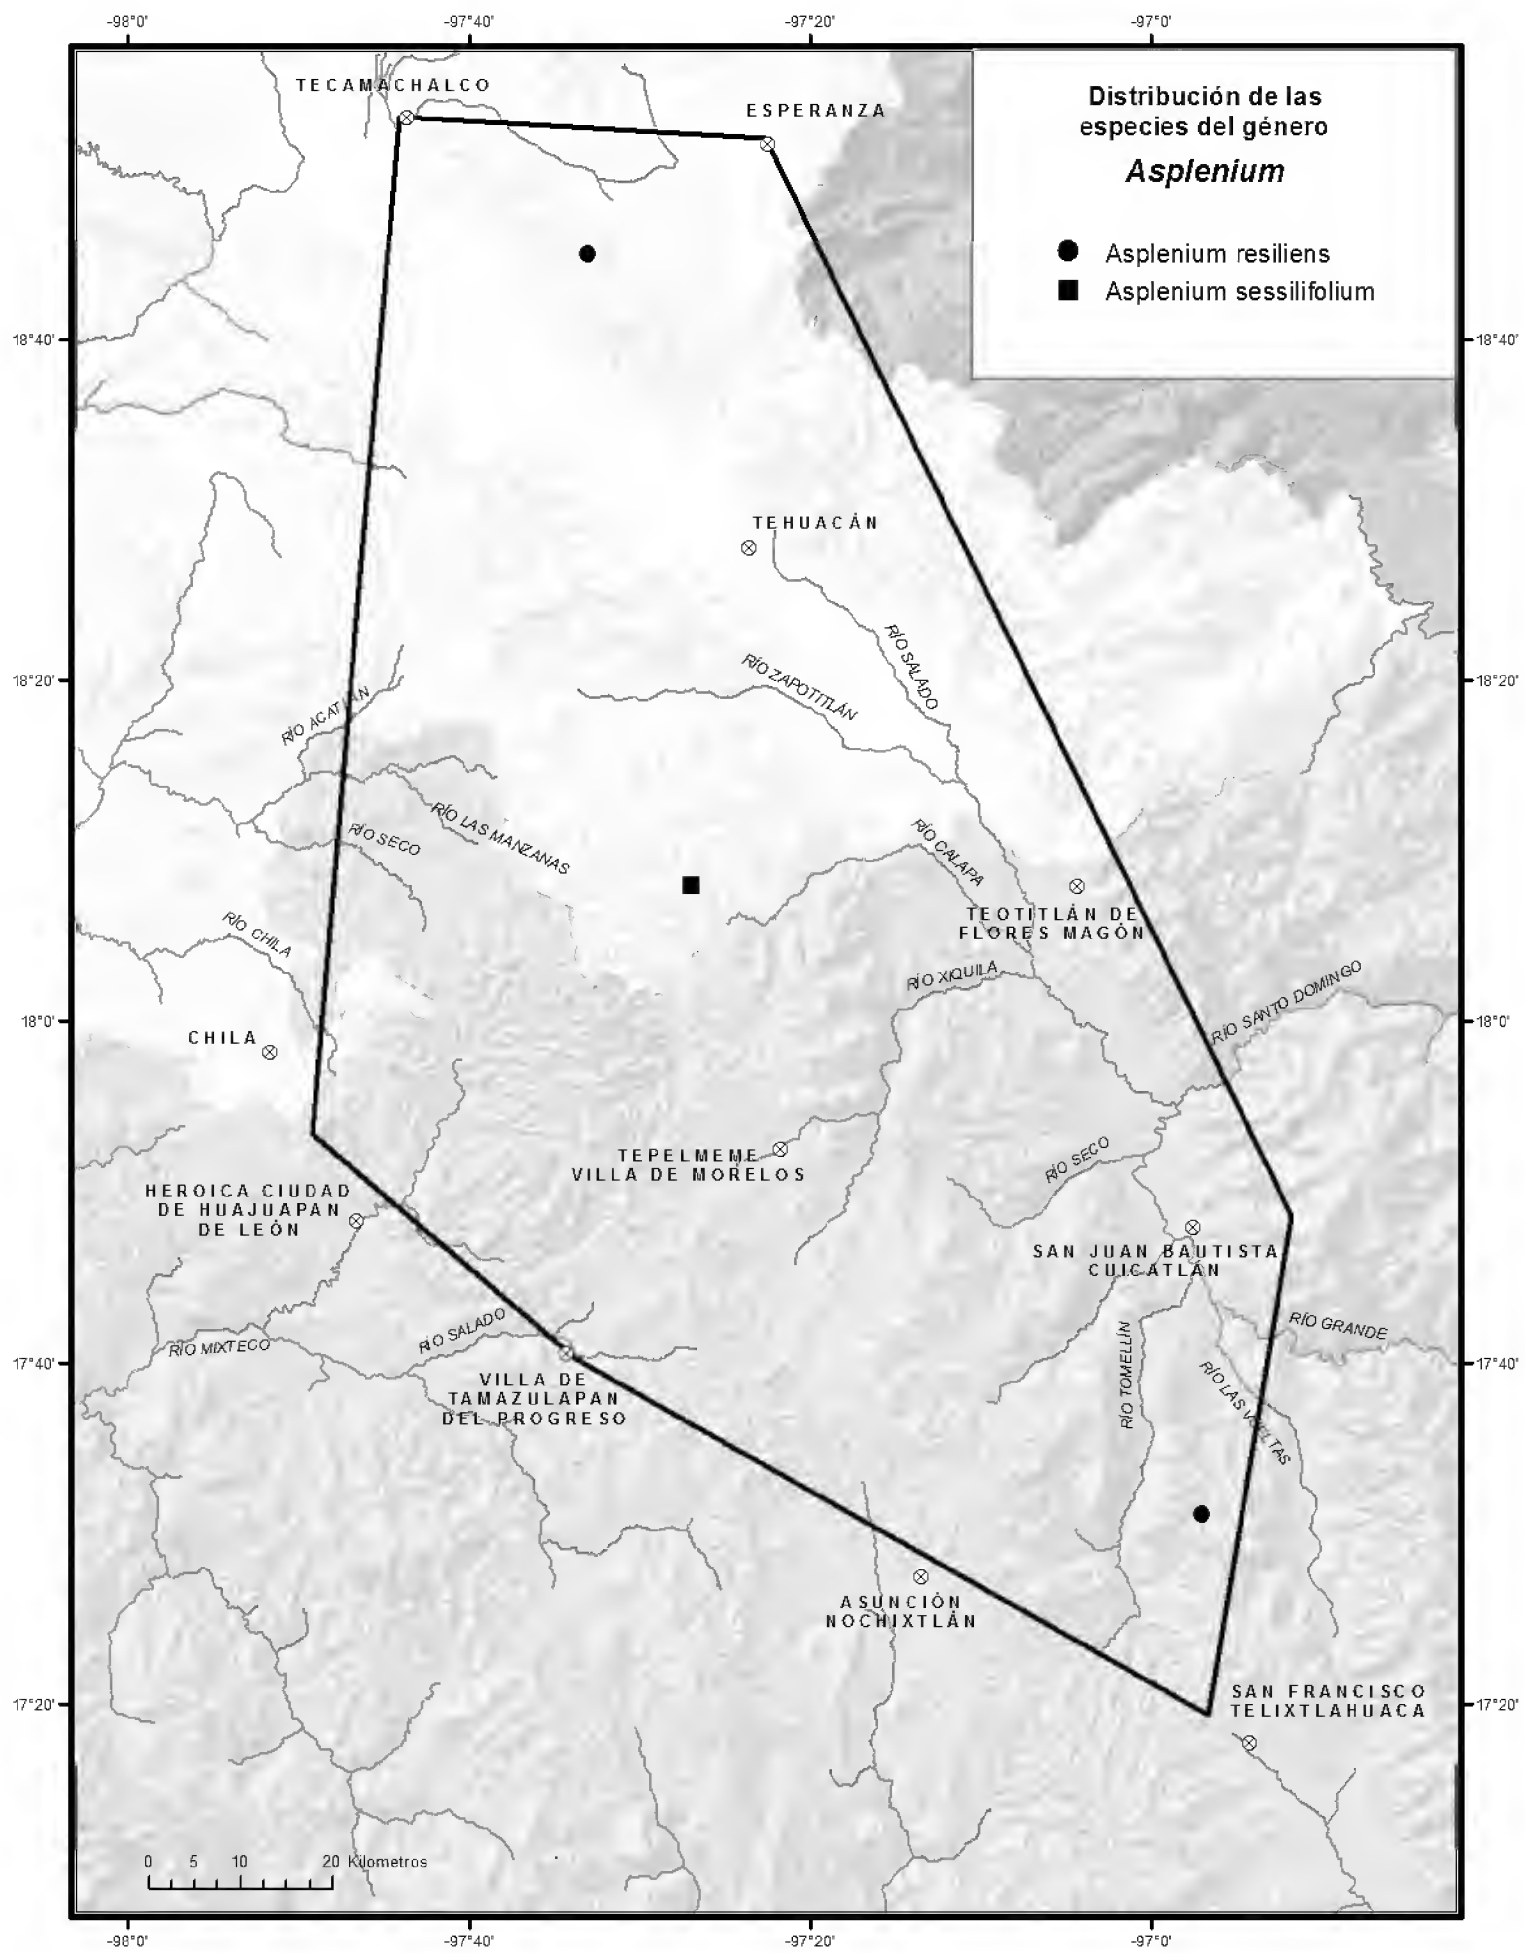 -98°0'
-97°40'
-97°20'
-97°0'
TECAMACHALCO
ESPERANZA
Distribución de las
especies del género
Asplenium
Asplenium resiliens
Asplenium sessilifolium
18°40'
18°40'
TEHUACÁN
RÍO SALADO
RÍO ZAPOTITLÁN
18°20'
18°20'
RÍO ACATLÁN
RÍO LAS MANZANAS
RÍO SECO
RÍO CALAPA
TEOTITLÁN DE
FLORES MAGÓN
RÍO CHILA
RÍO XIQUILA
RÍO SANTO DOMINGO
18°0'
18°0'
CHILA
TEPELMEME
VILLA DE MORELOS
RÍO SECO
HEROICA CIUDAD
DE HUAJUAPAN
DE LEÓN
SAN JUAN BAUTISTA
CUICATLÁN
RÍO SALADO
RÍO MIXTECO
RÍO GRANDE
RÍO TOMELLÍN
17°40'
17°40'
RÍO LAS VUELTAS
VILLA DE
TAMAZULAPAN
DEL PROGRESO
ASUNCIÓN
NOCHIXTLÁN
SAN FRANCISCO
TELIXTLAHUACA
17°20'
17°20'
0 5 10 20 Kilometros
-98°0'
-97°40'
-97°20'
-97°0'